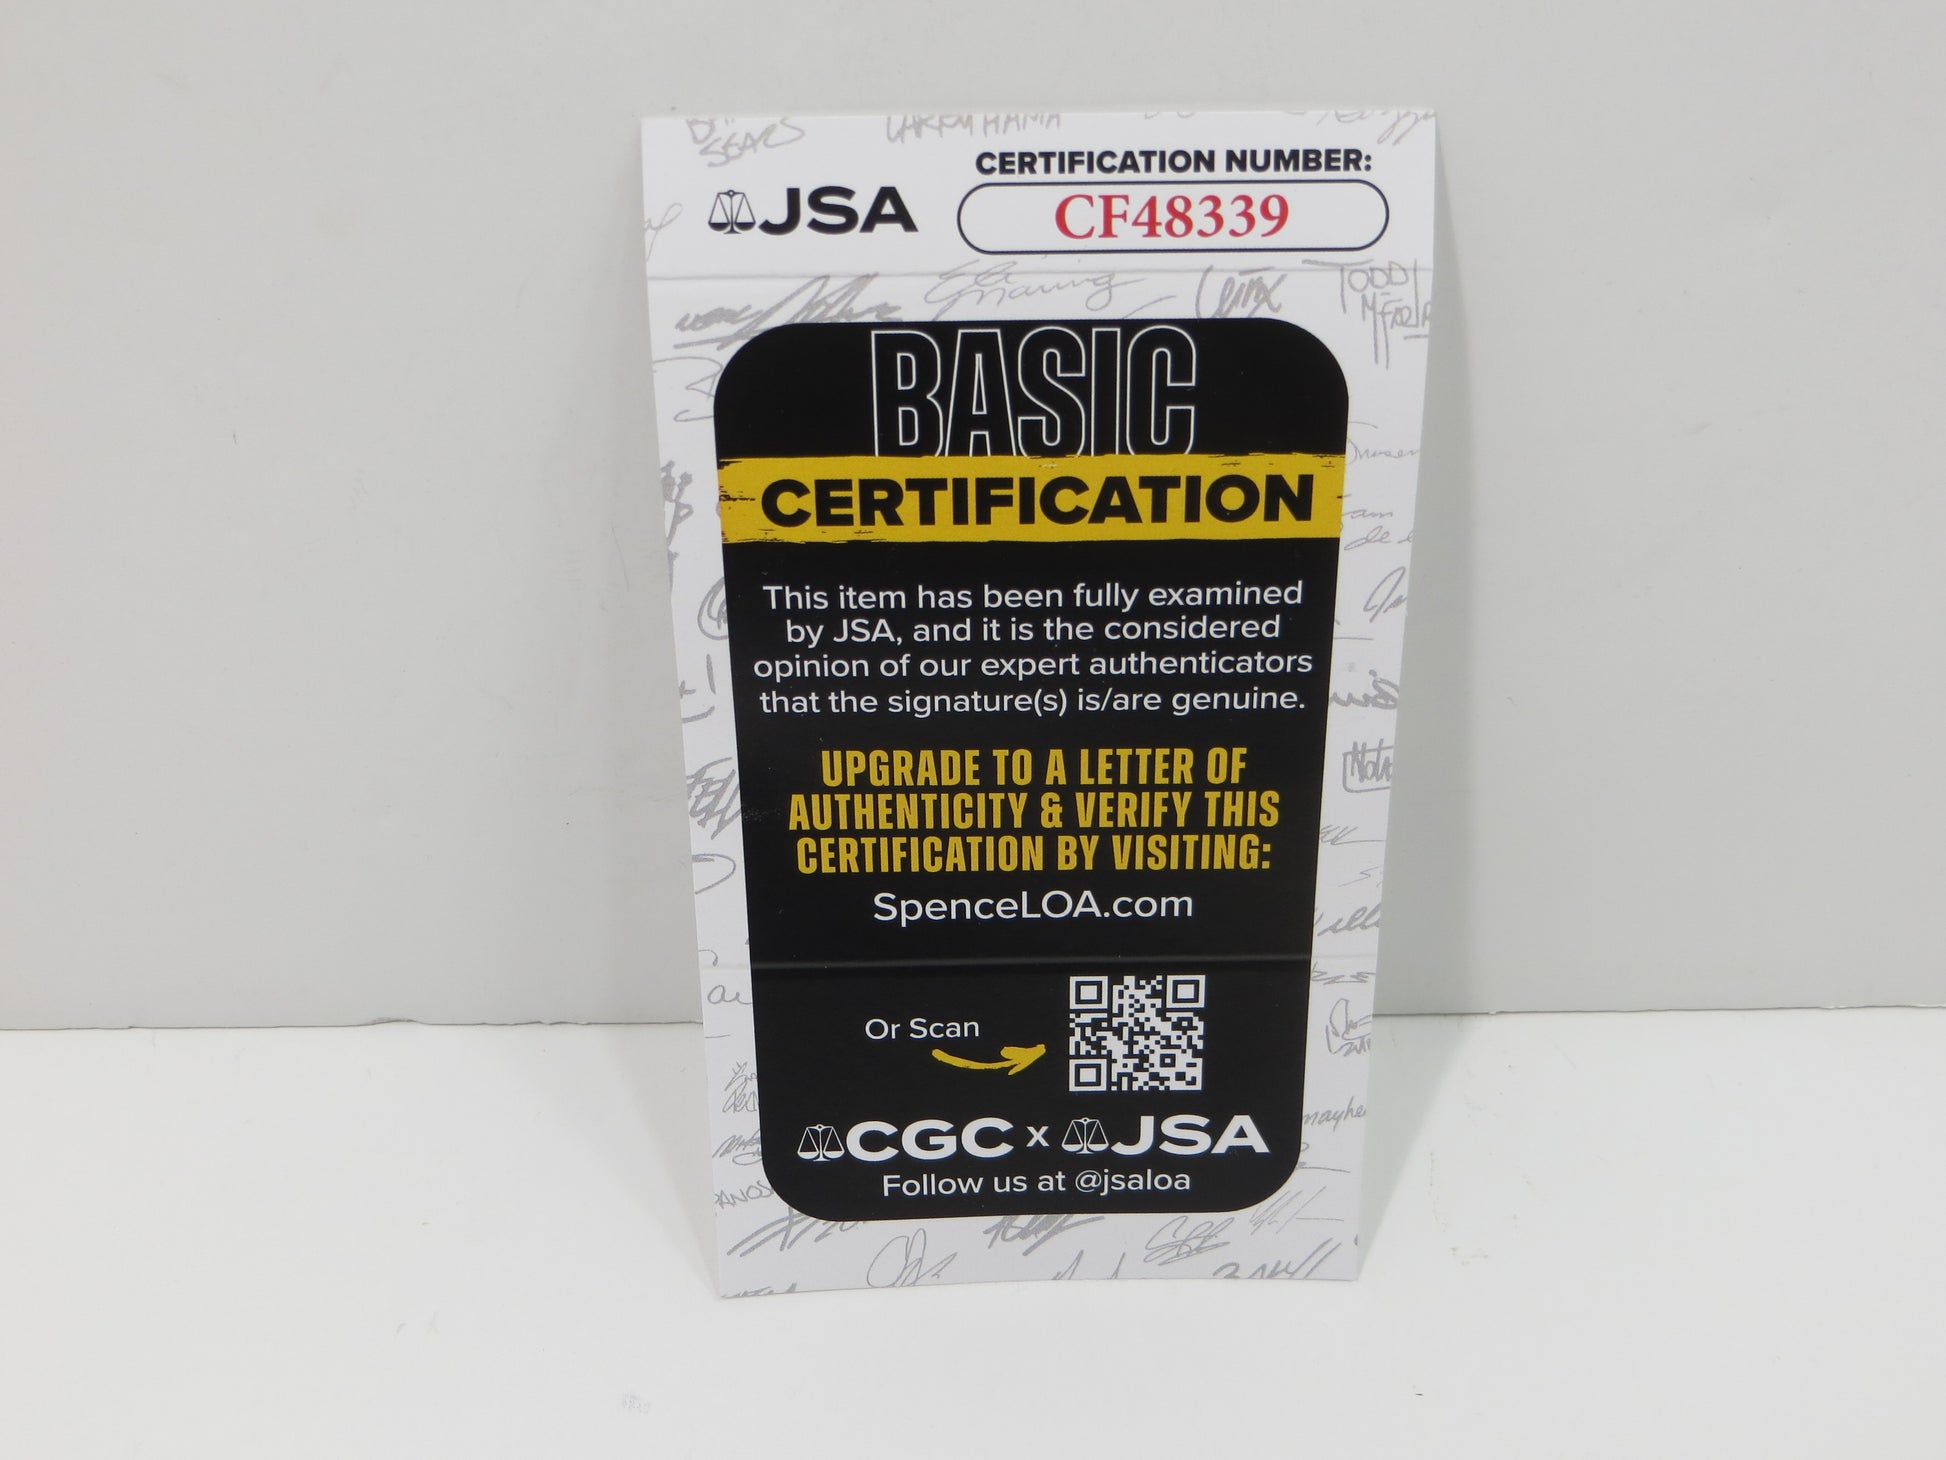 CERTIFICATION NUMBER:
JSA
CF48339
BASIC
CERTIFICATION
This item has been fully examined
by JSA, and it is the considered
opinion of our expert authenticators
that the signature(s) is/are genuine.
UPGRADE TO A LETTER OF
AUTHENTICITY & VERIFY THIS
CERTIFICATION BY VISITING:
SpenceLOA.com
Or Scan
CGC x JSA
Follow us at @jsaloa